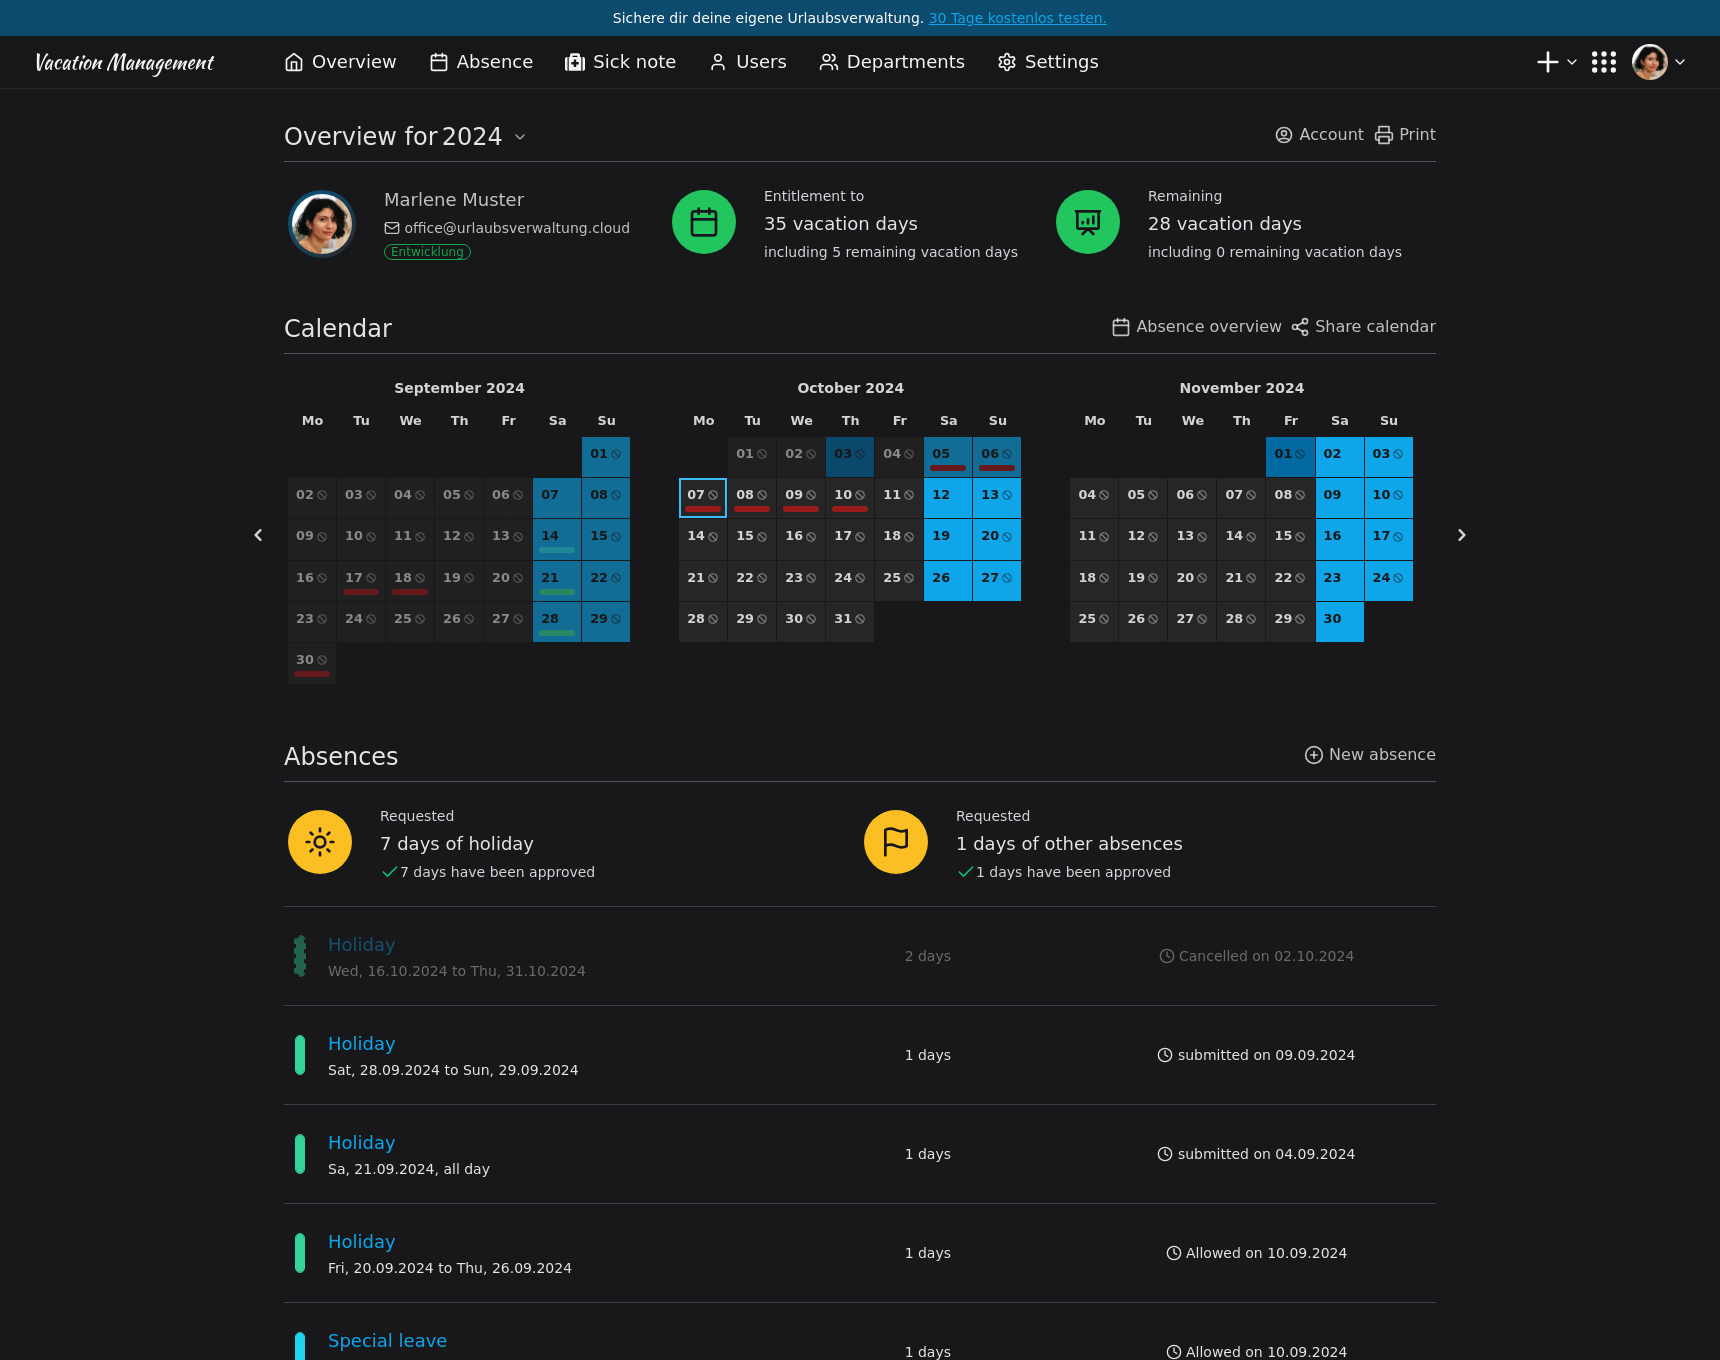 Sichere dir deine eigene Urlaubsverwaltung. 30 Tage kostenlos testen.
Vacation Management
Overview
Absence
Sick note
Users
Departments
Settings
Overview for 2024
Account
Print
Marlene Muster
office@urlaubsverwaltung.cloud
Entwicklung
Entitlement to
35 vacation days
including 5 remaining vacation days
Remaining
28 vacation days
including 0 remaining vacation days
Calendar
Absence overview
Share calendar
September 2024
Mo Tu We Th Fr Sa Su
01
02 03 04 05 06 07 08
09 10 11 12 13 14 15
16 17 18 19 20 21 22
23 24 25 26 27 28 29
30
October 2024
Mo Tu We Th Fr Sa Su
01 02 03 04 05 06
07 08 09 10 11 12 13
14 15 16 17 18 19 20
21 22 23 24 25 26 27
28 29 30 31
November 2024
Mo Tu We Th Fr Sa Su
01 02 03
04 05 06 07 08 09 10
11 12 13 14 15 16 17
18 19 20 21 22 23 24
25 26 27 28 29 30
Absences
New absence
Requested
7 days of holiday
7 days have been approved
Requested
1 days of other absences
1 days have been approved
Holiday
Wed, 16.10.2024 to Thu, 31.10.2024
2 days
Cancelled on 02.10.2024
Holiday
Sat, 28.09.2024 to Sun, 29.09.2024
1 days
submitted on 09.09.2024
Holiday
Sa, 21.09.2024, all day
1 days
submitted on 04.09.2024
Holiday
Fri, 20.09.2024 to Thu, 26.09.2024
1 days
Allowed on 10.09.2024
Special leave
1 days
Allowed on 10.09.2024